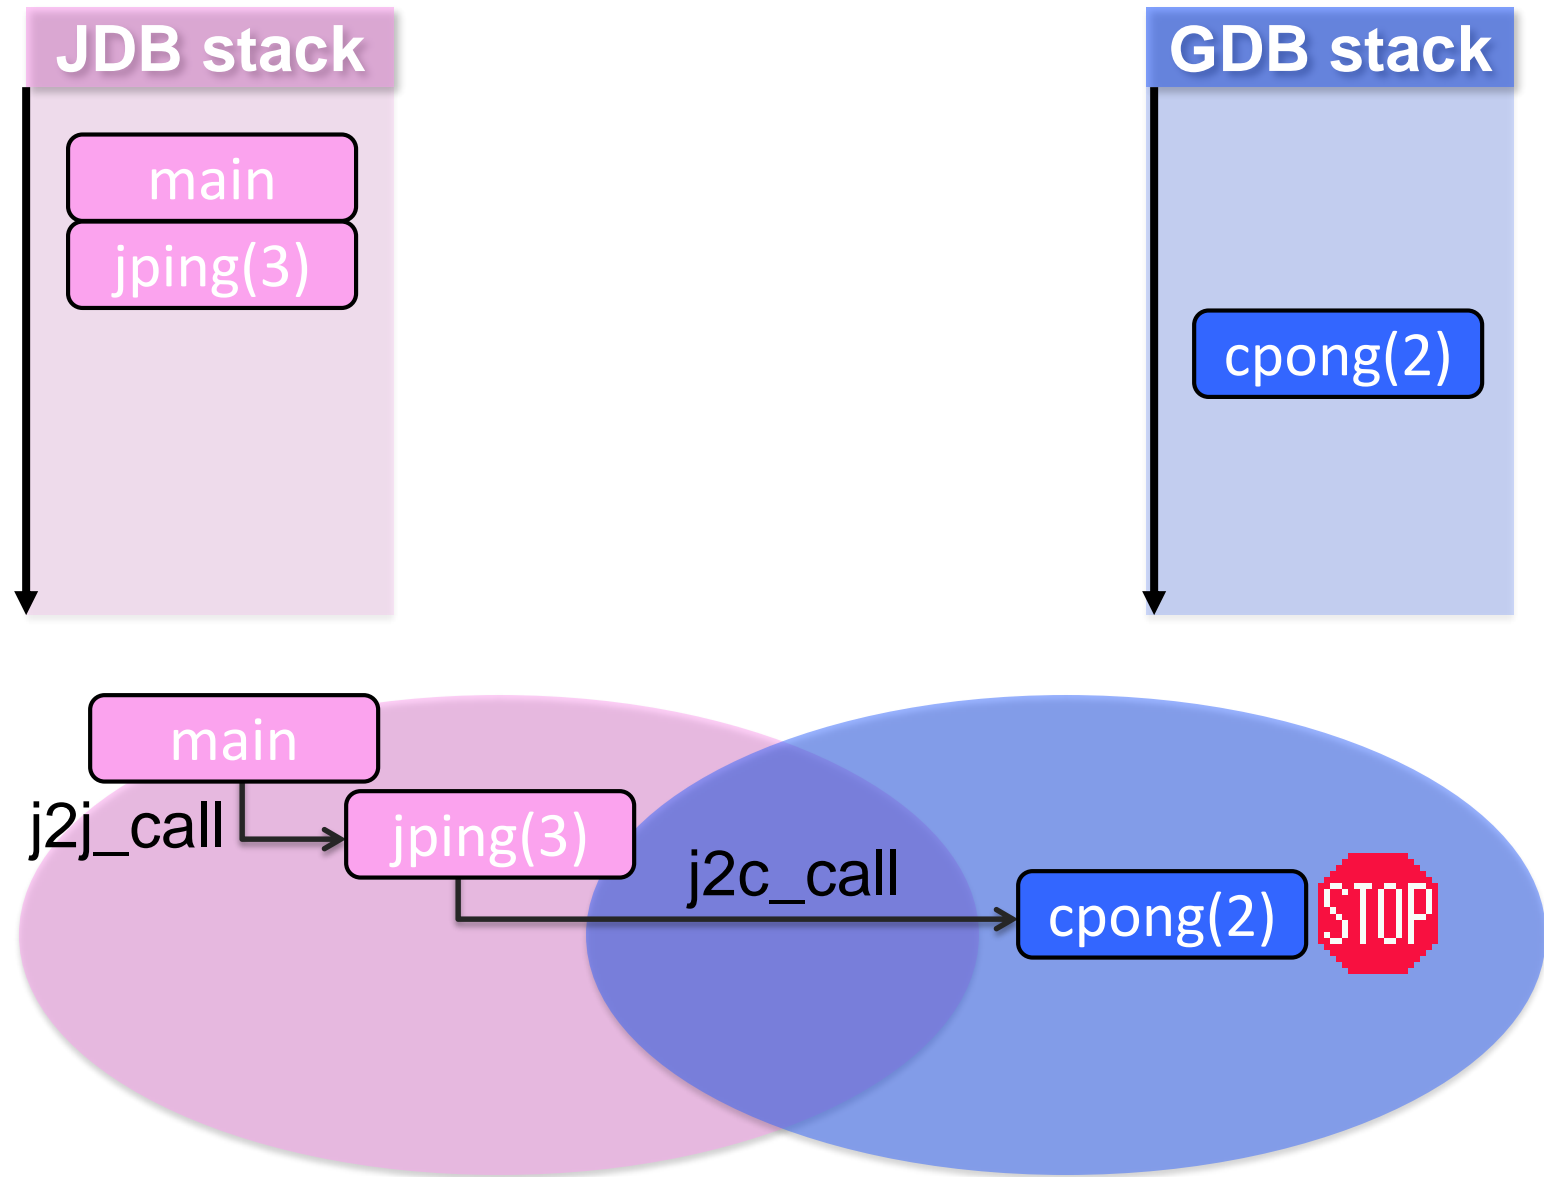 JDB stack
GDB stack
main
jping(3)
cpong(2)
main
j2j_call
jping(3)
j2c_call
cpong(2)
STOP